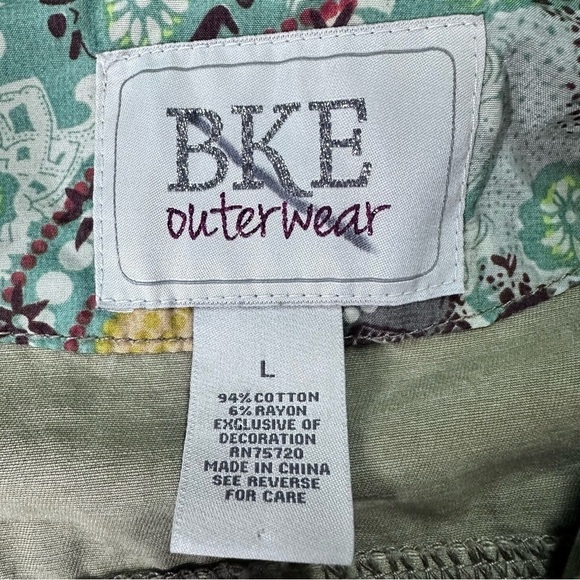 BKE
outerwear
L
94% COTTON
6% RAYON
EXCLUSIVE OF
DECORATION
RN75720
MADE IN CHINA
SEE REVERSE
FOR CARE